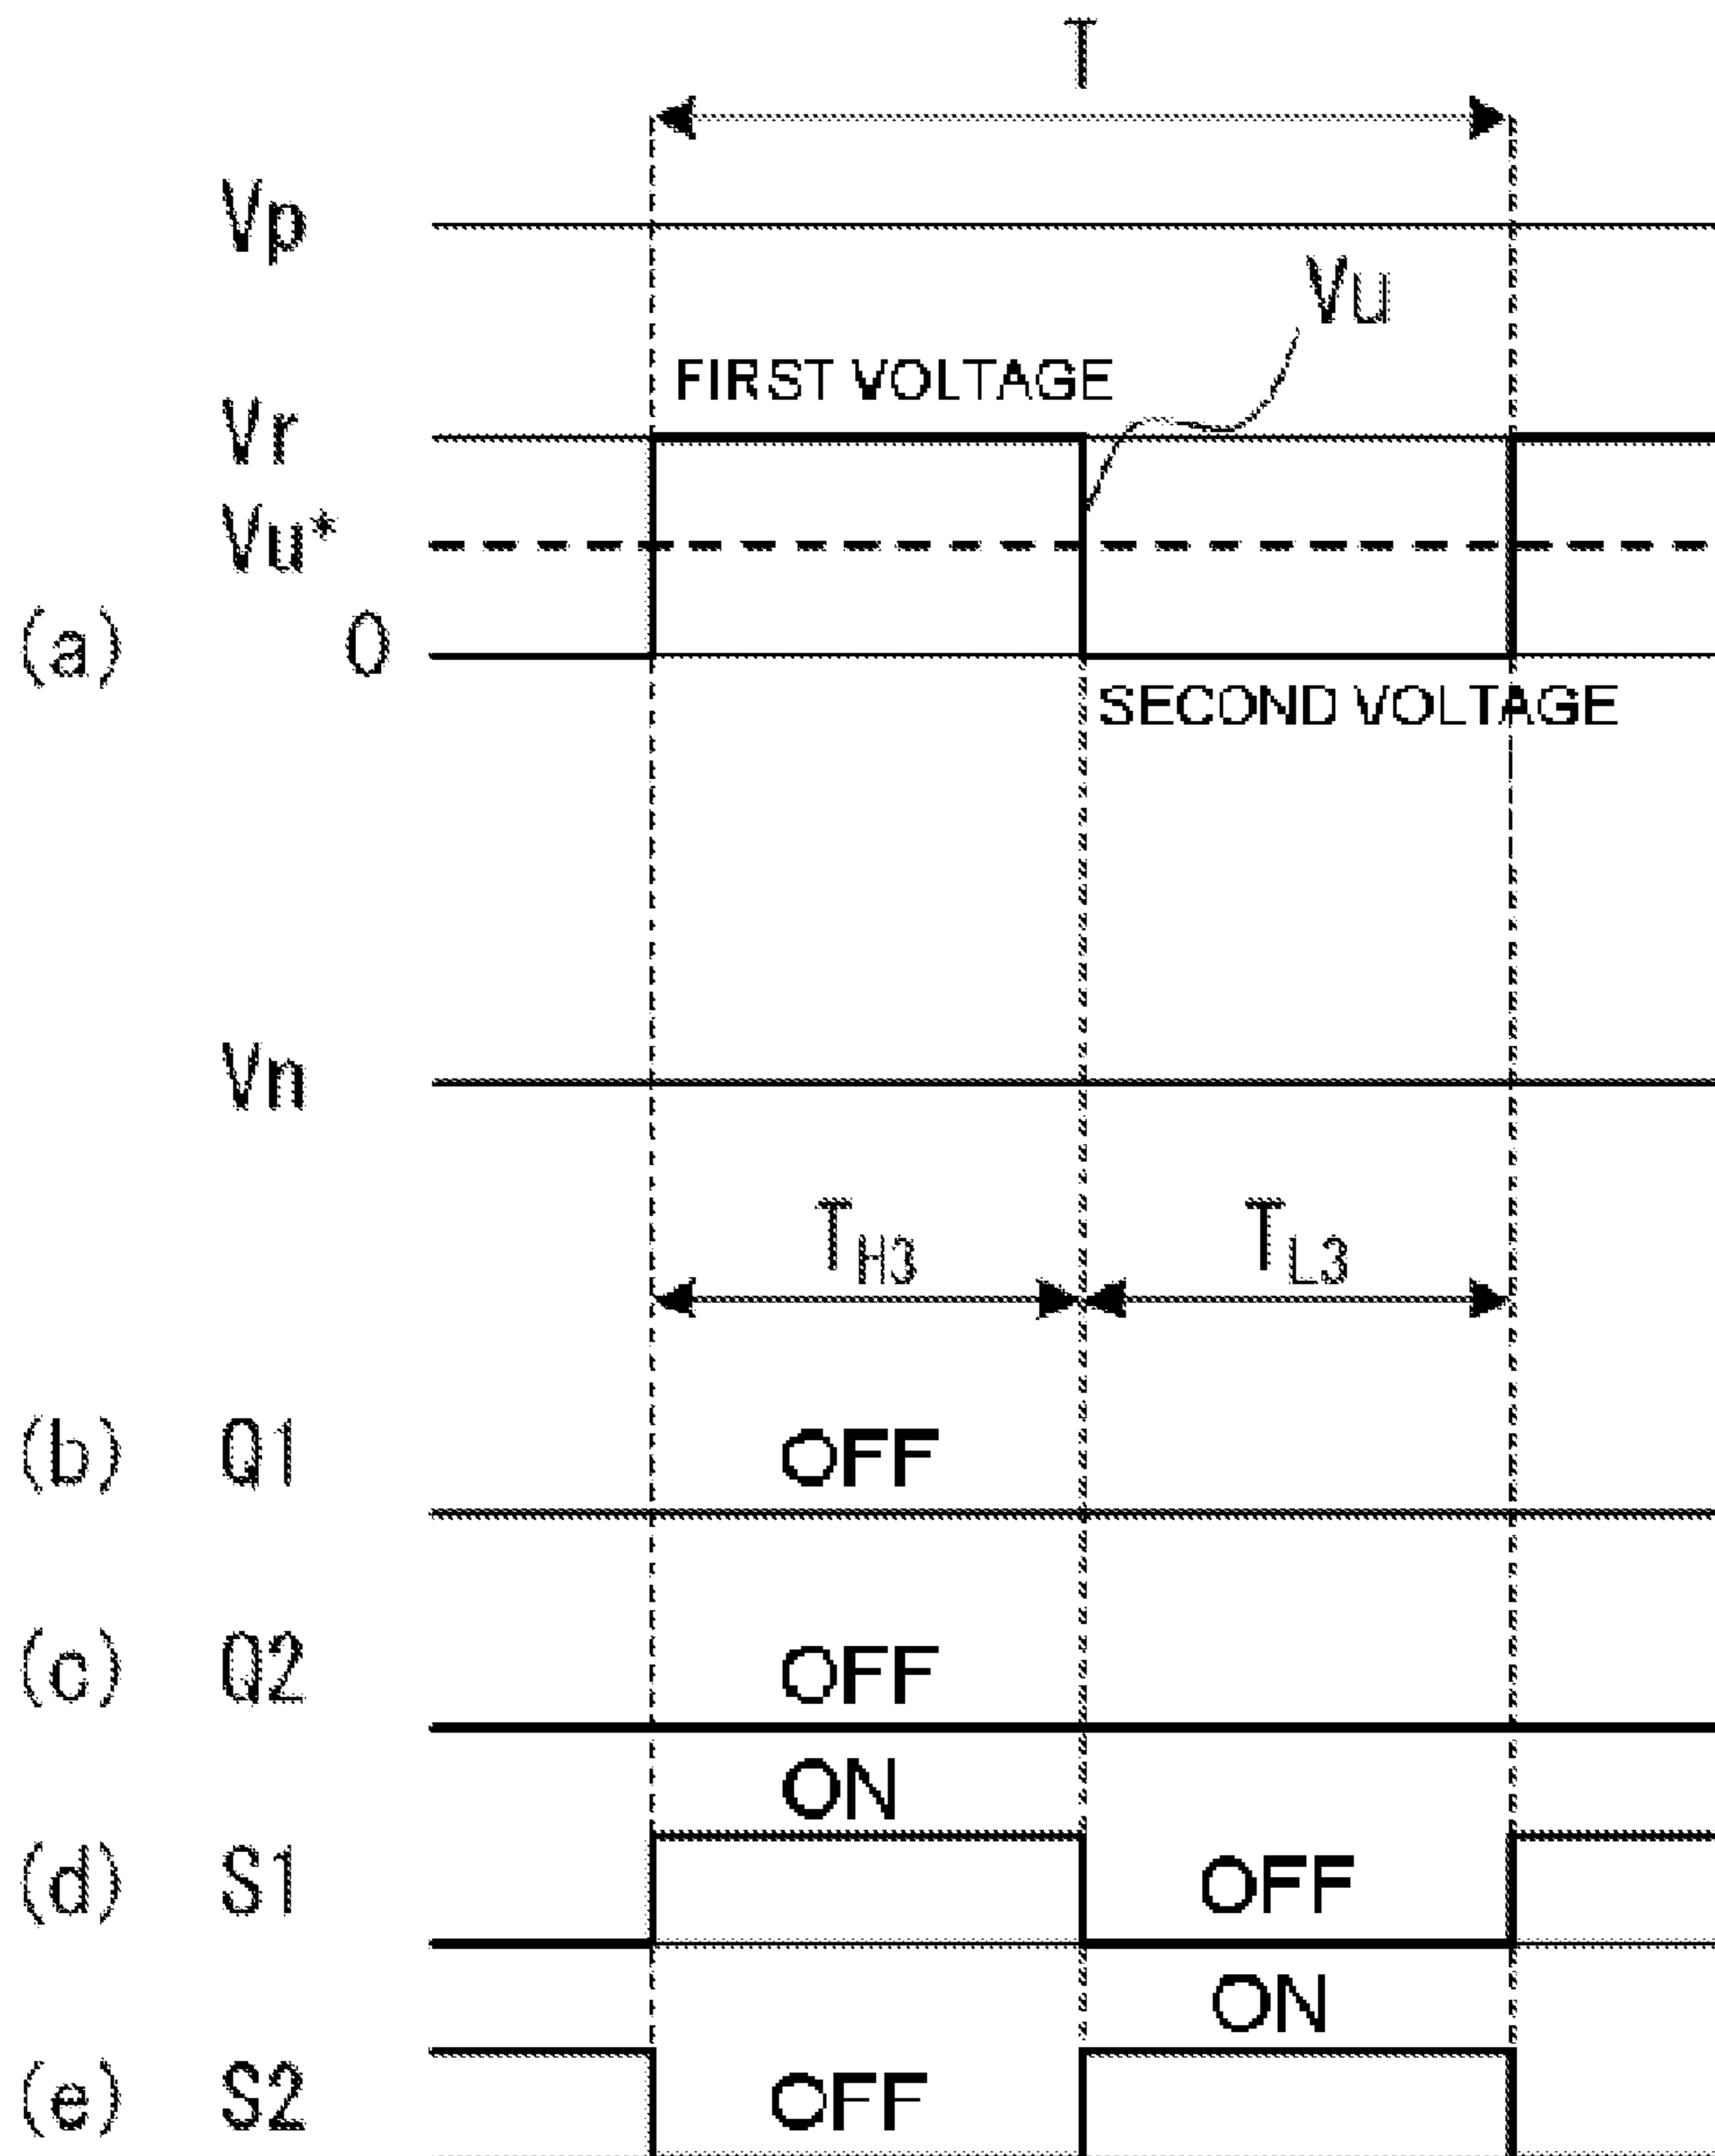 T
Vp
Vu
FIRST VOLTAGE
Vr
Vu*
(a) 0
SECOND VOLTAGE
Vn
TH3 TL3
(b) Q1 OFF
(c) Q2 OFF
ON
(d) S1 OFF
ON
(e) S2 OFF